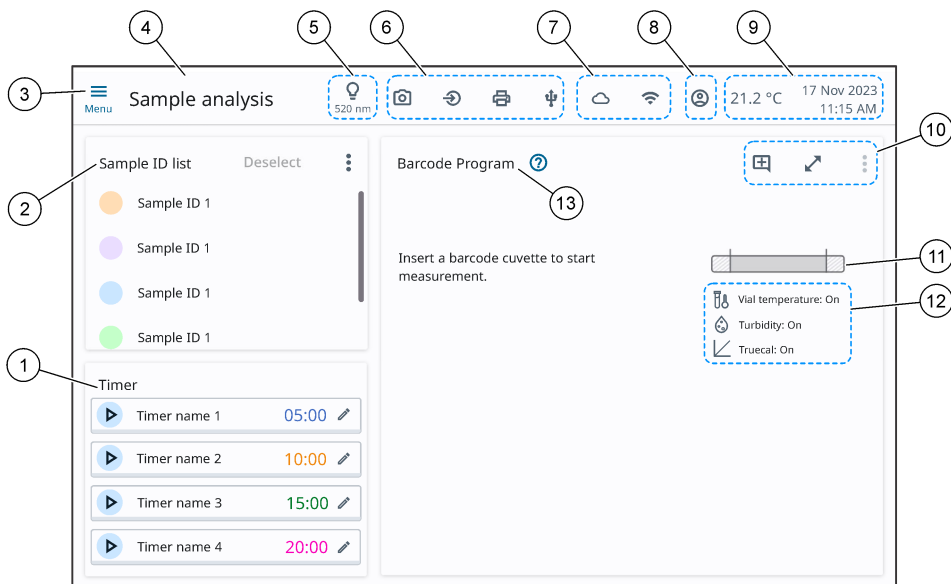 4
5
6
7
8
9
3
Menu
Sample analysis
520 nm
21.2 °C
17 Nov 2023
11:15 AM
10
Sample ID list
Deselect
Barcode Program
2
13
Sample ID 1
Sample ID 1
Sample ID 1
Sample ID 1
Insert a barcode cuvette to start
measurement.
11
12
Vial temperature: On
Turbidity: On
Truecal: On
1
Timer
Timer name 1
05:00
Timer name 2
10:00
Timer name 3
15:00
Timer name 4
20:00